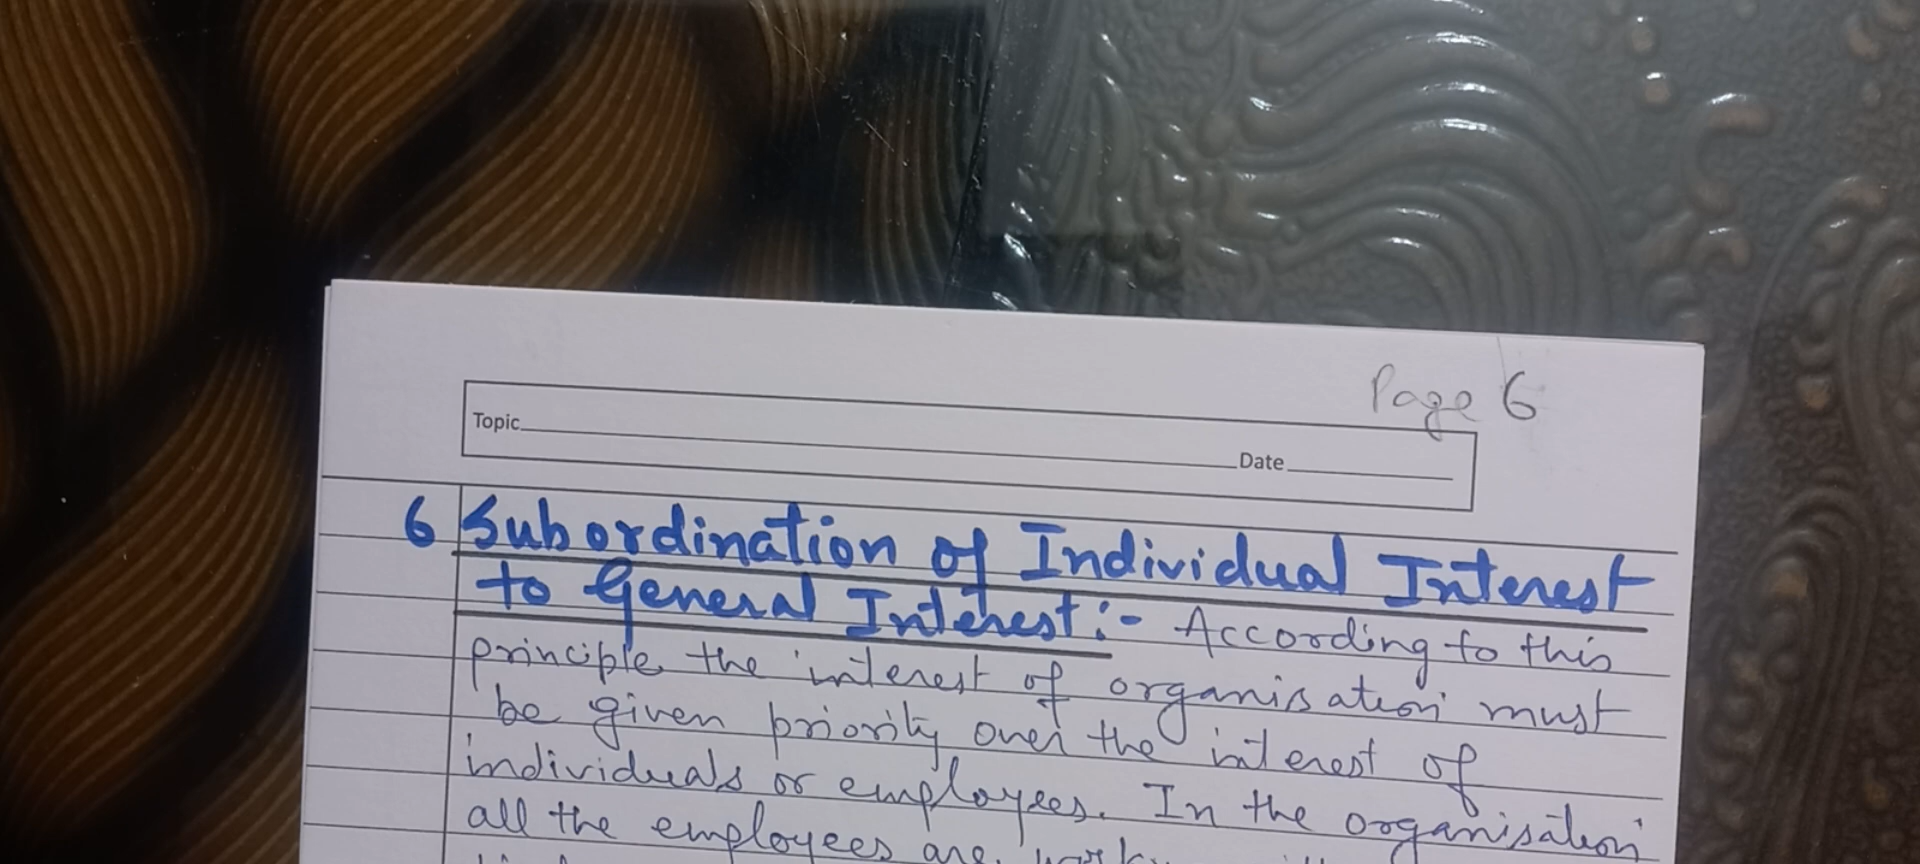 Page 6
Topic
Date
6 Subordination of Individual Interest
to General Interest:- According to this
principle the interest of organisation must
be given priority over the interest of
individuals or employees. In the organisation
all the employees are